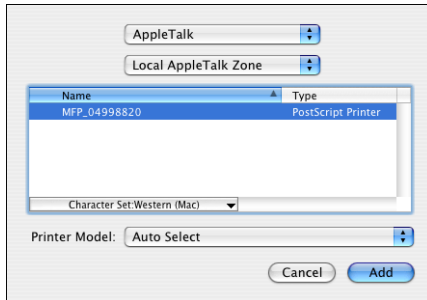 AppleTalk
Local AppleTalk Zone
Name Type
MFP_04998820 PostScript Printer
Character Set:Western (Mac)
Printer Model: Auto Select
Cancel Add